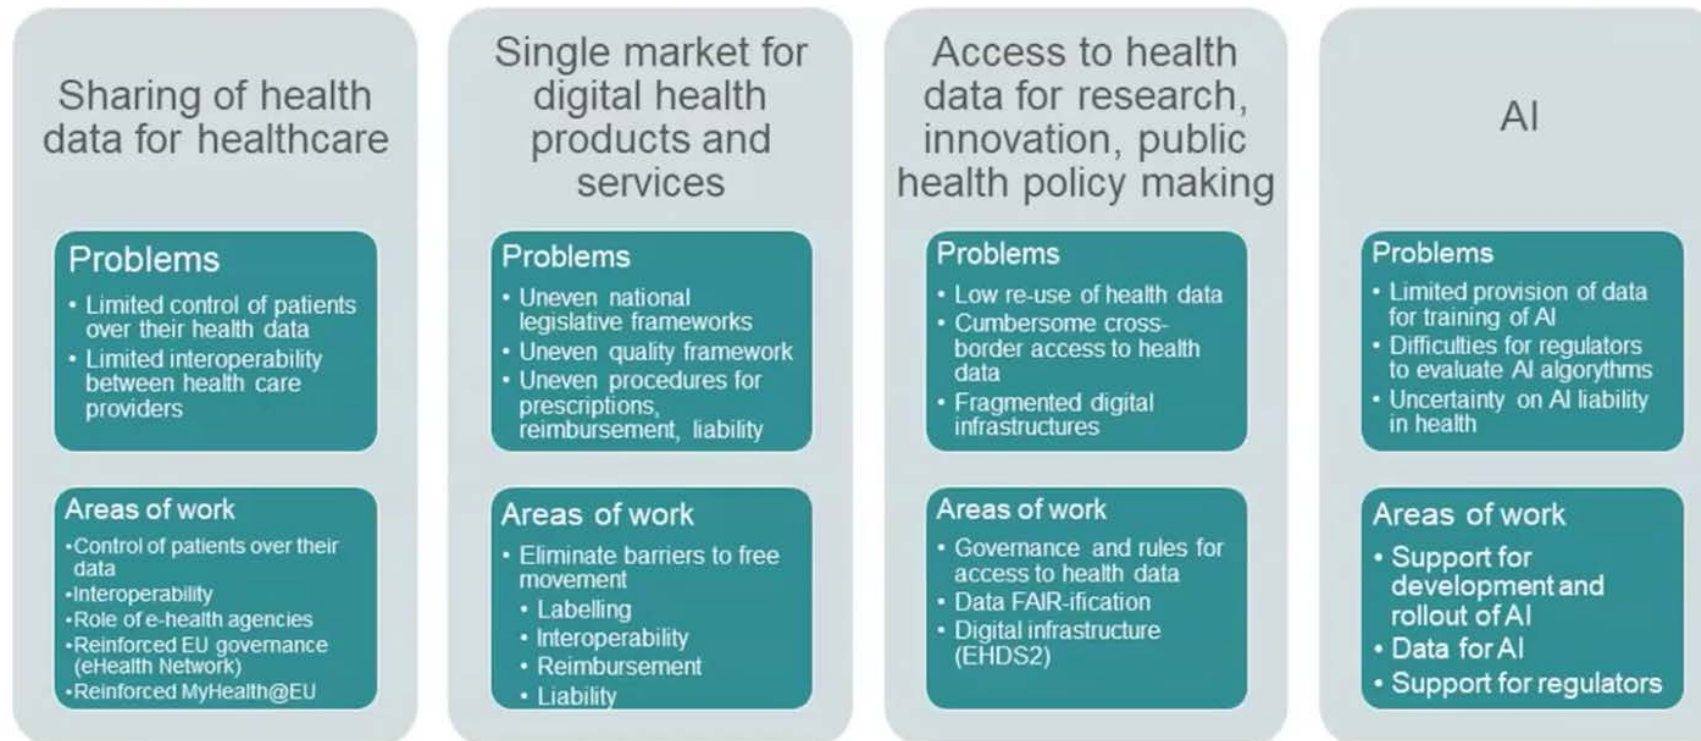 Sharing of health
data for healthcare
Problems
• Limited control of patients
over their health data
• Limited interoperability
between health care
providers
Areas of work
•Control of patients over their
data
•Interoperability
•Role of e-health agencies
•Reinforced EU governance
(eHealth Network)
•Reinforced MyHealth@EU
Single market for
digital health
products and
services
Problems
• Uneven national
legislative frameworks
• Uneven quality framework
• Uneven procedures for
prescriptions,
reimbursement, liability
Areas of work
• Eliminate barriers to free
movement
• Labelling
• Interoperability
• Reimbursement
• Liability
Access to health
data for research,
innovation, public
health policy making
Problems
• Low re-use of health data
• Cumbersome cross-
border access to health
data
• Fragmented digital
infrastructures
Areas of work
• Governance and rules for
access to health data
• Data FAIR-ification
• Digital infrastructure
(EHDS2)
AI
Problems
• Limited provision of data
for training of AI
• Difficulties for regulators
to evaluate AI algorythms
• Uncertainty on AI liability
in health
Areas of work
• Support for
development and
rollout of AI
• Data for AI
• Support for regulators